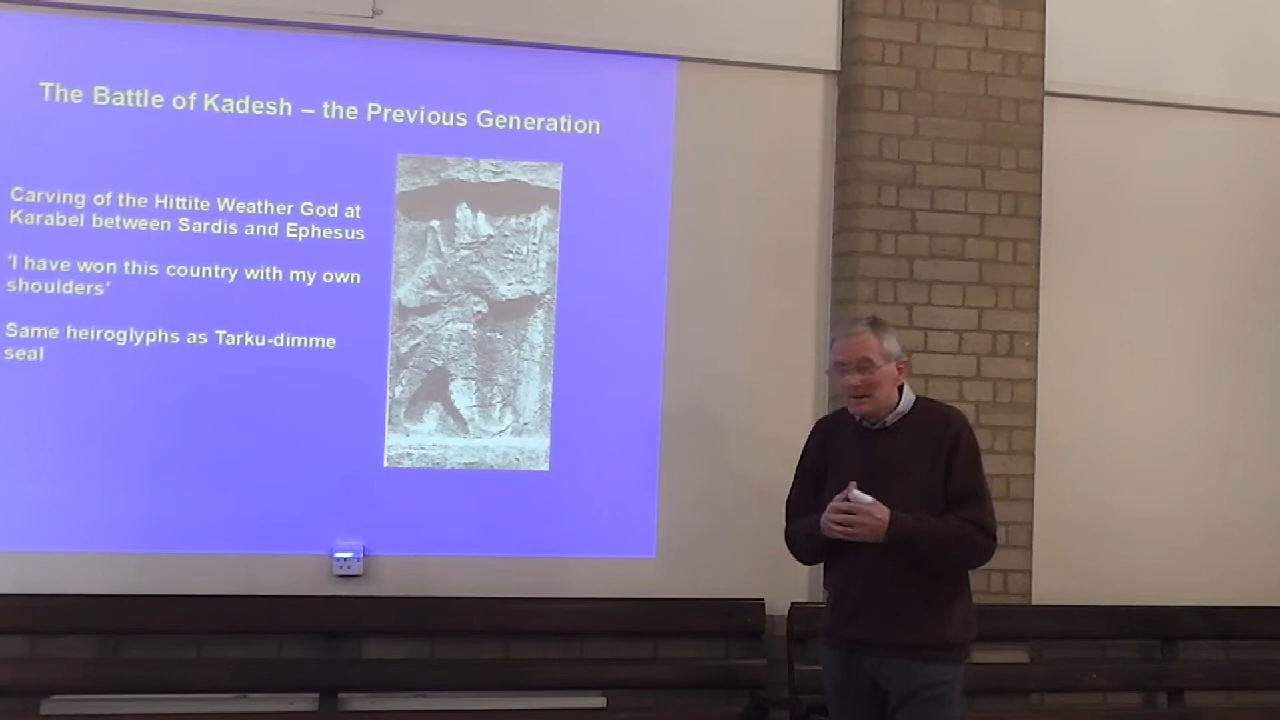 The Battle of Kadesh – the Previous Generation
Carving of the Hittite Weather God at
Karabel between Sardis and Ephesus
'I have won this country with my own
shoulders'
Same heiroglyphs as Tarku-dimme
seal